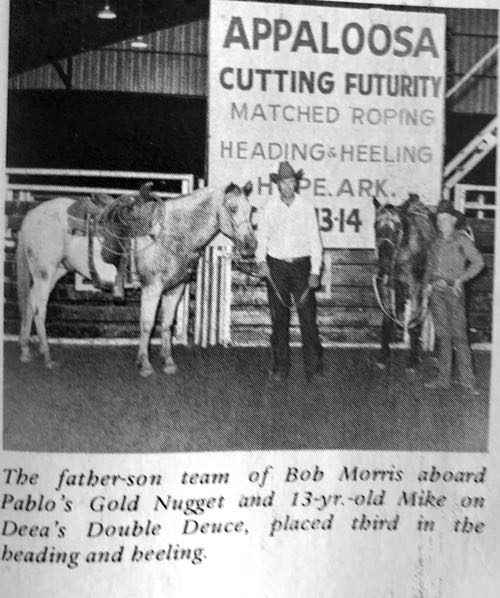 APPALOOSA
CUTTING FUTURITY
MATCHED ROPING
HEADING & HEELING
HOPE. ARK.
13-14
The father-son team of Bob Morris aboard
Pablo's Gold Nugget and 13-yr.-old Mike on
Deea's Double Deuce, placed third in the
heading and heeling.